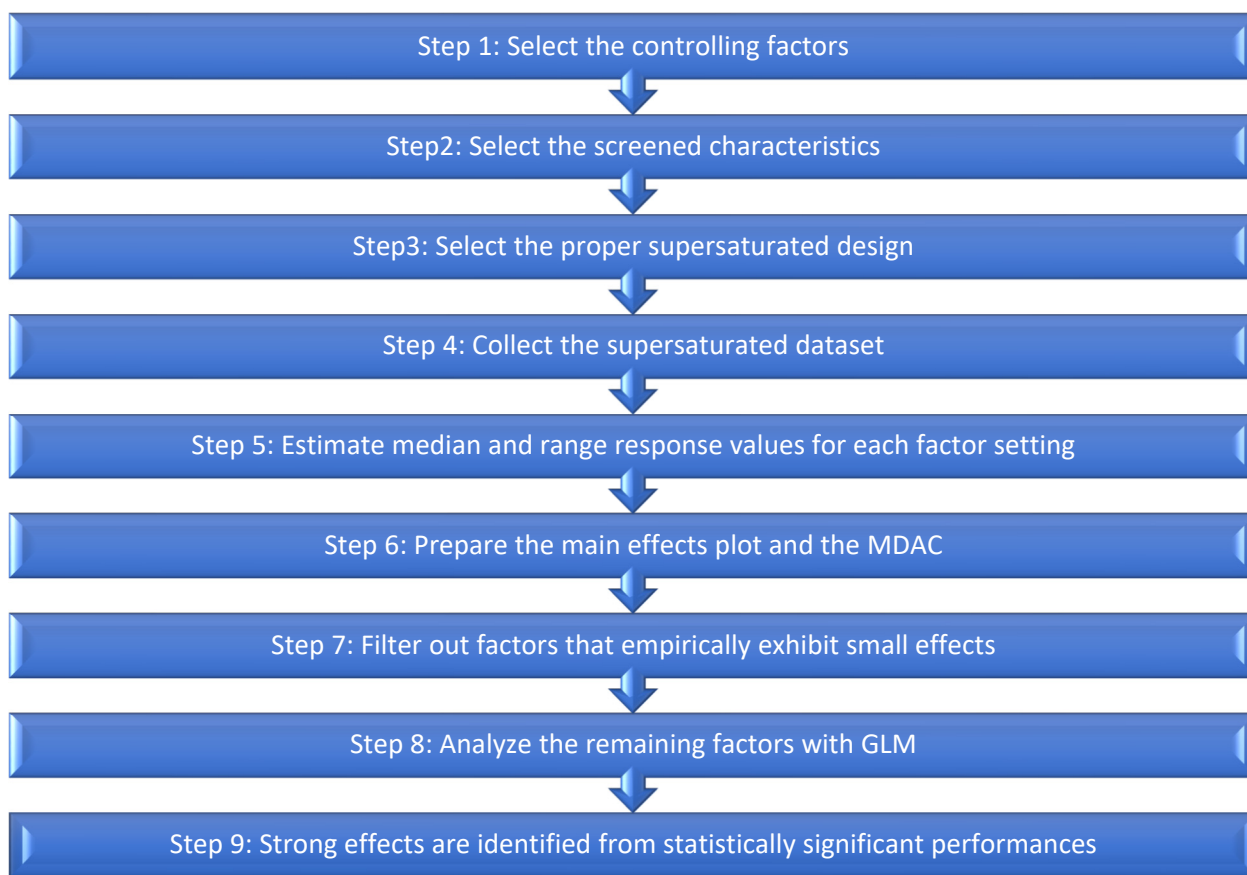 Step 1: Select the controlling factors
Step2: Select the screened characteristics
Step3: Select the proper supersaturated design
Step 4: Collect the supersaturated dataset
Step 5: Estimate median and range response values for each factor setting
Step 6: Prepare the main effects plot and the MDAC
Step 7: Filter out factors that empirically exhibit small effects
Step 8: Analyze the remaining factors with GLM
Step 9: Strong effects are identified from statistically significant performances